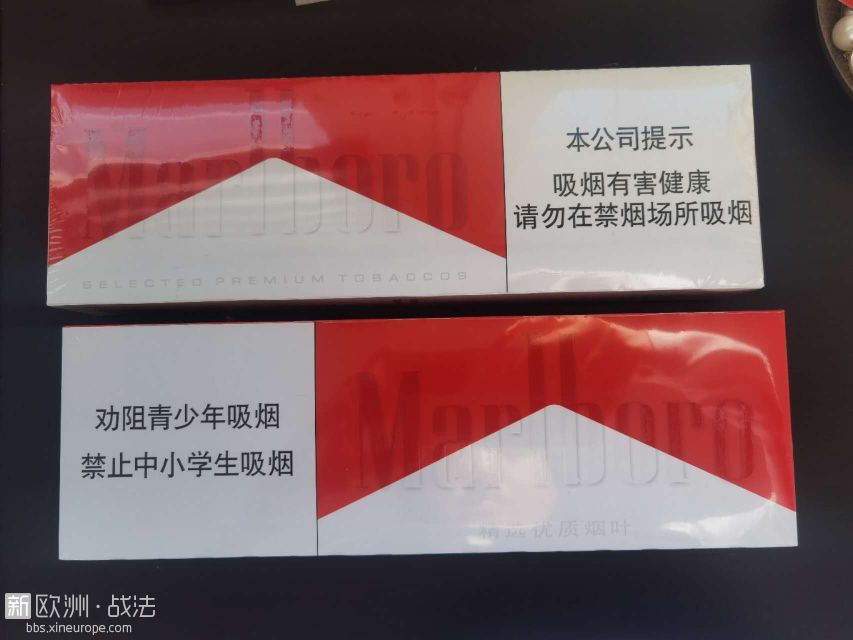 Marlboro
SELECTED PREMIUM TOBACCOS
本公司提示
吸烟有害健康
请勿在禁烟场所吸烟
劝阻青少年吸烟
禁止中小学生吸烟
Marlboro
精选优质烟叶
新欧洲·战法
bbs.xineurope.com